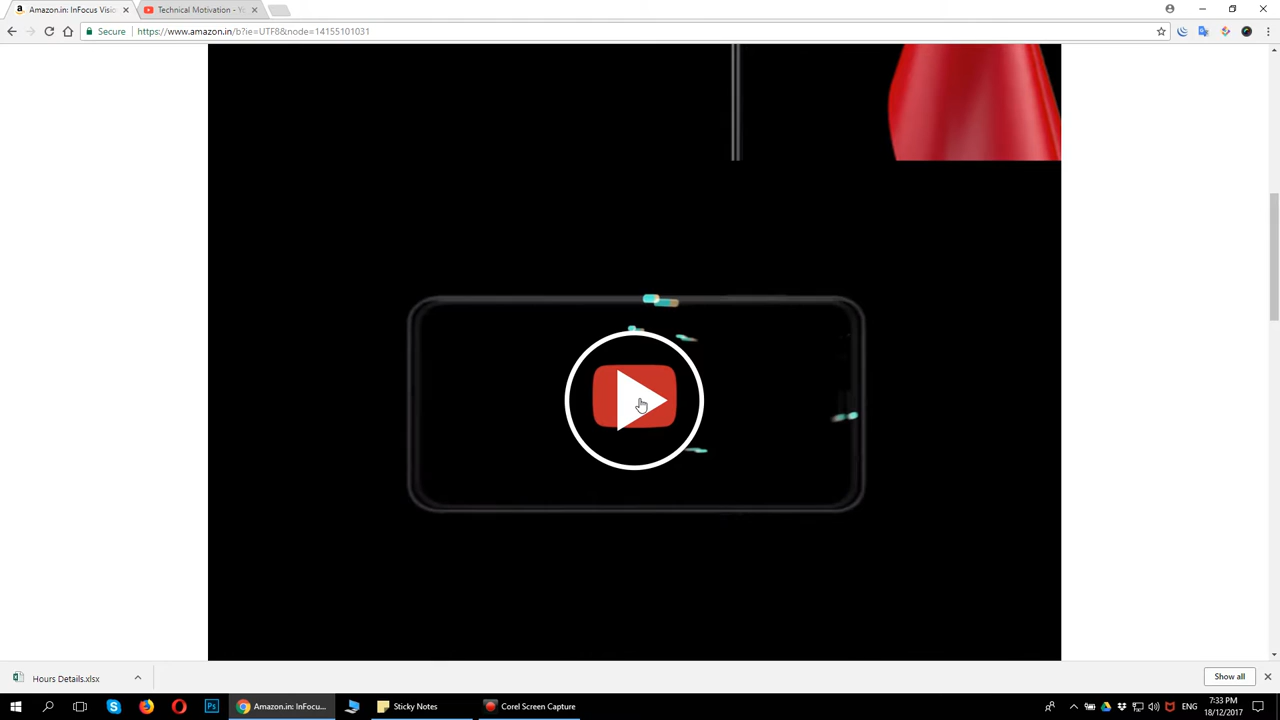 Amazon.in: InFocus Visi
Technical Motivation - Yo
Secure
https://www.amazon.in/b?ie=UTF8&node=14155101031
Hours Details.xlsx
Show all
Amazon.in: InFocu...
Sticky Notes
Corel Screen Capture
ENG
7:33 PM
18/12/2017